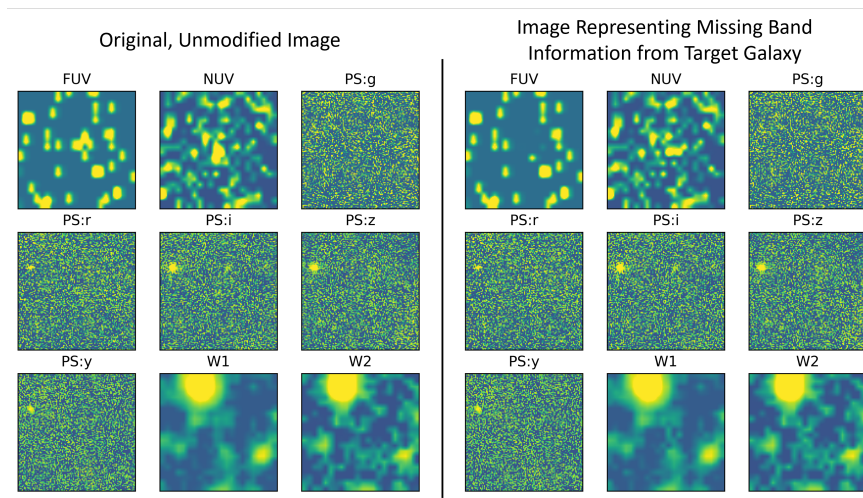 Original, Unmodified Image
FUV NUV PS:g
PS:r PS:i PS:z
PS:y W1 W2
Image Representing Missing Band
Information from Target Galaxy
FUV NUV PS:g
PS:r PS:i PS:z
PS:y W1 W2